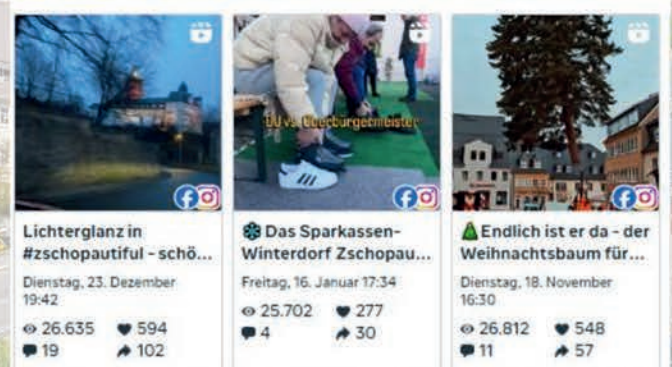 DU vs. Oberbürgermeister
Lichterglanz in
#zschopautiful - schö...
Dienstag, 23. Dezember
19:42
26.635 594
19 102
Das Sparkassen-
Winterdorf Zschopau...
Freitag, 16. Januar 17:34
25.702 277
4 30
Endlich ist er da - der
Weihnachtsbaum für...
Dienstag, 18. November
16:30
26.812 548
11 57